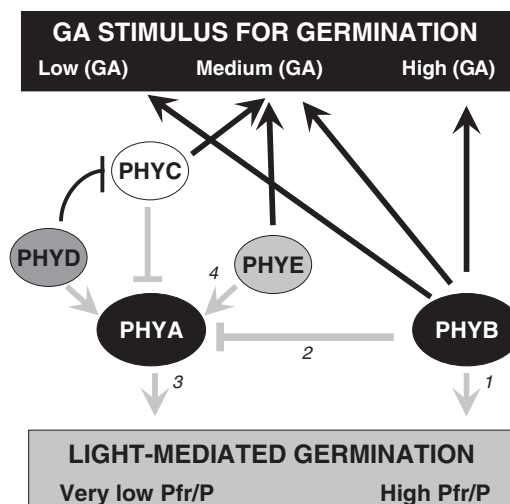 GA STIMULUS FOR GERMINATION
Low (GA) Medium (GA) High (GA)
PHYC
PHYD
PHYE
4
PHYA
PHYB
2
3
1
LIGHT-MEDIATED GERMINATION
Very low Pfr/P High Pfr/P